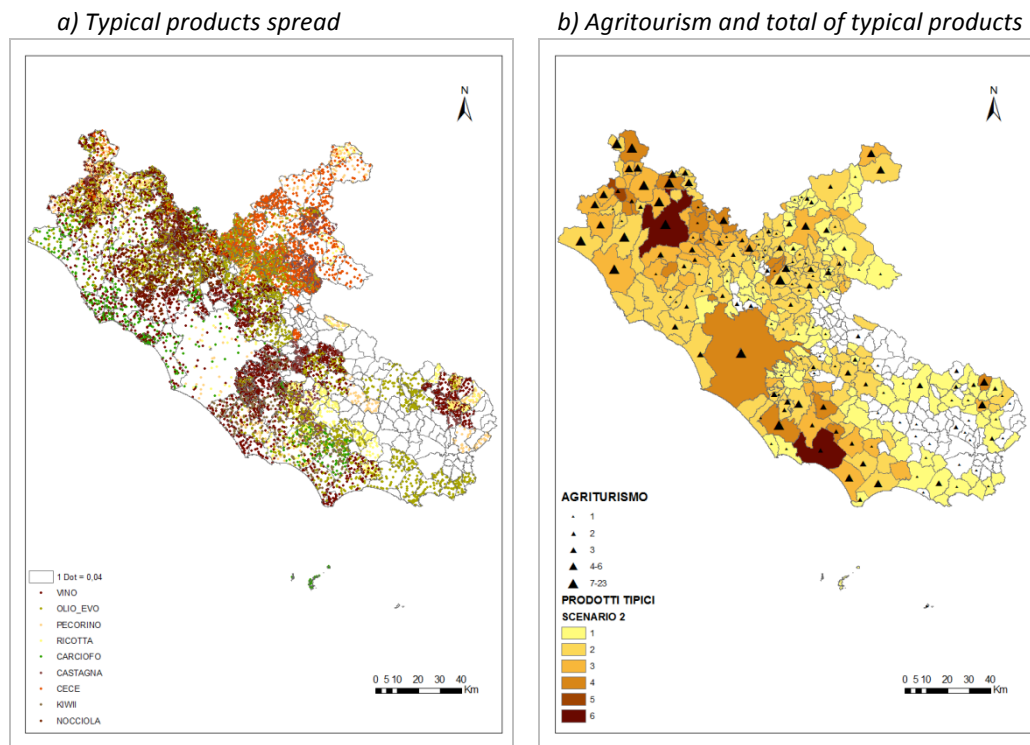 a) Typical products spread
b) Agritourism and total of typical products
N
1 Dot = 0,04
VINO
OLIO_EVO
PECORINO
RICOTTA
CARCIOFO
CASTAGNA
CECE
KIWII
NOCCIOLA
0 5 10 20 30 40
Km
N
AGRITURISMO
1
2
3
4-6
7-23
PRODOTTI TIPICI
SCENARIO 2
1
2
3
4
5
6
0 5 10 20 30 40
Km